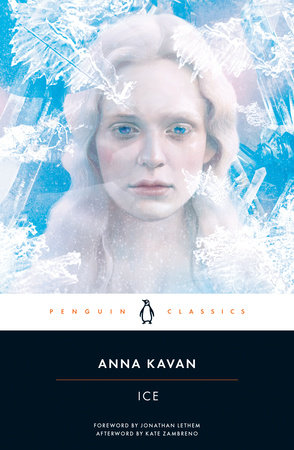 PENGUIN CLASSICS
ANNA KAVAN
ICE
FOREWORD BY JONATHAN LETHEM
AFTERWORD BY KATE ZAMBRENO